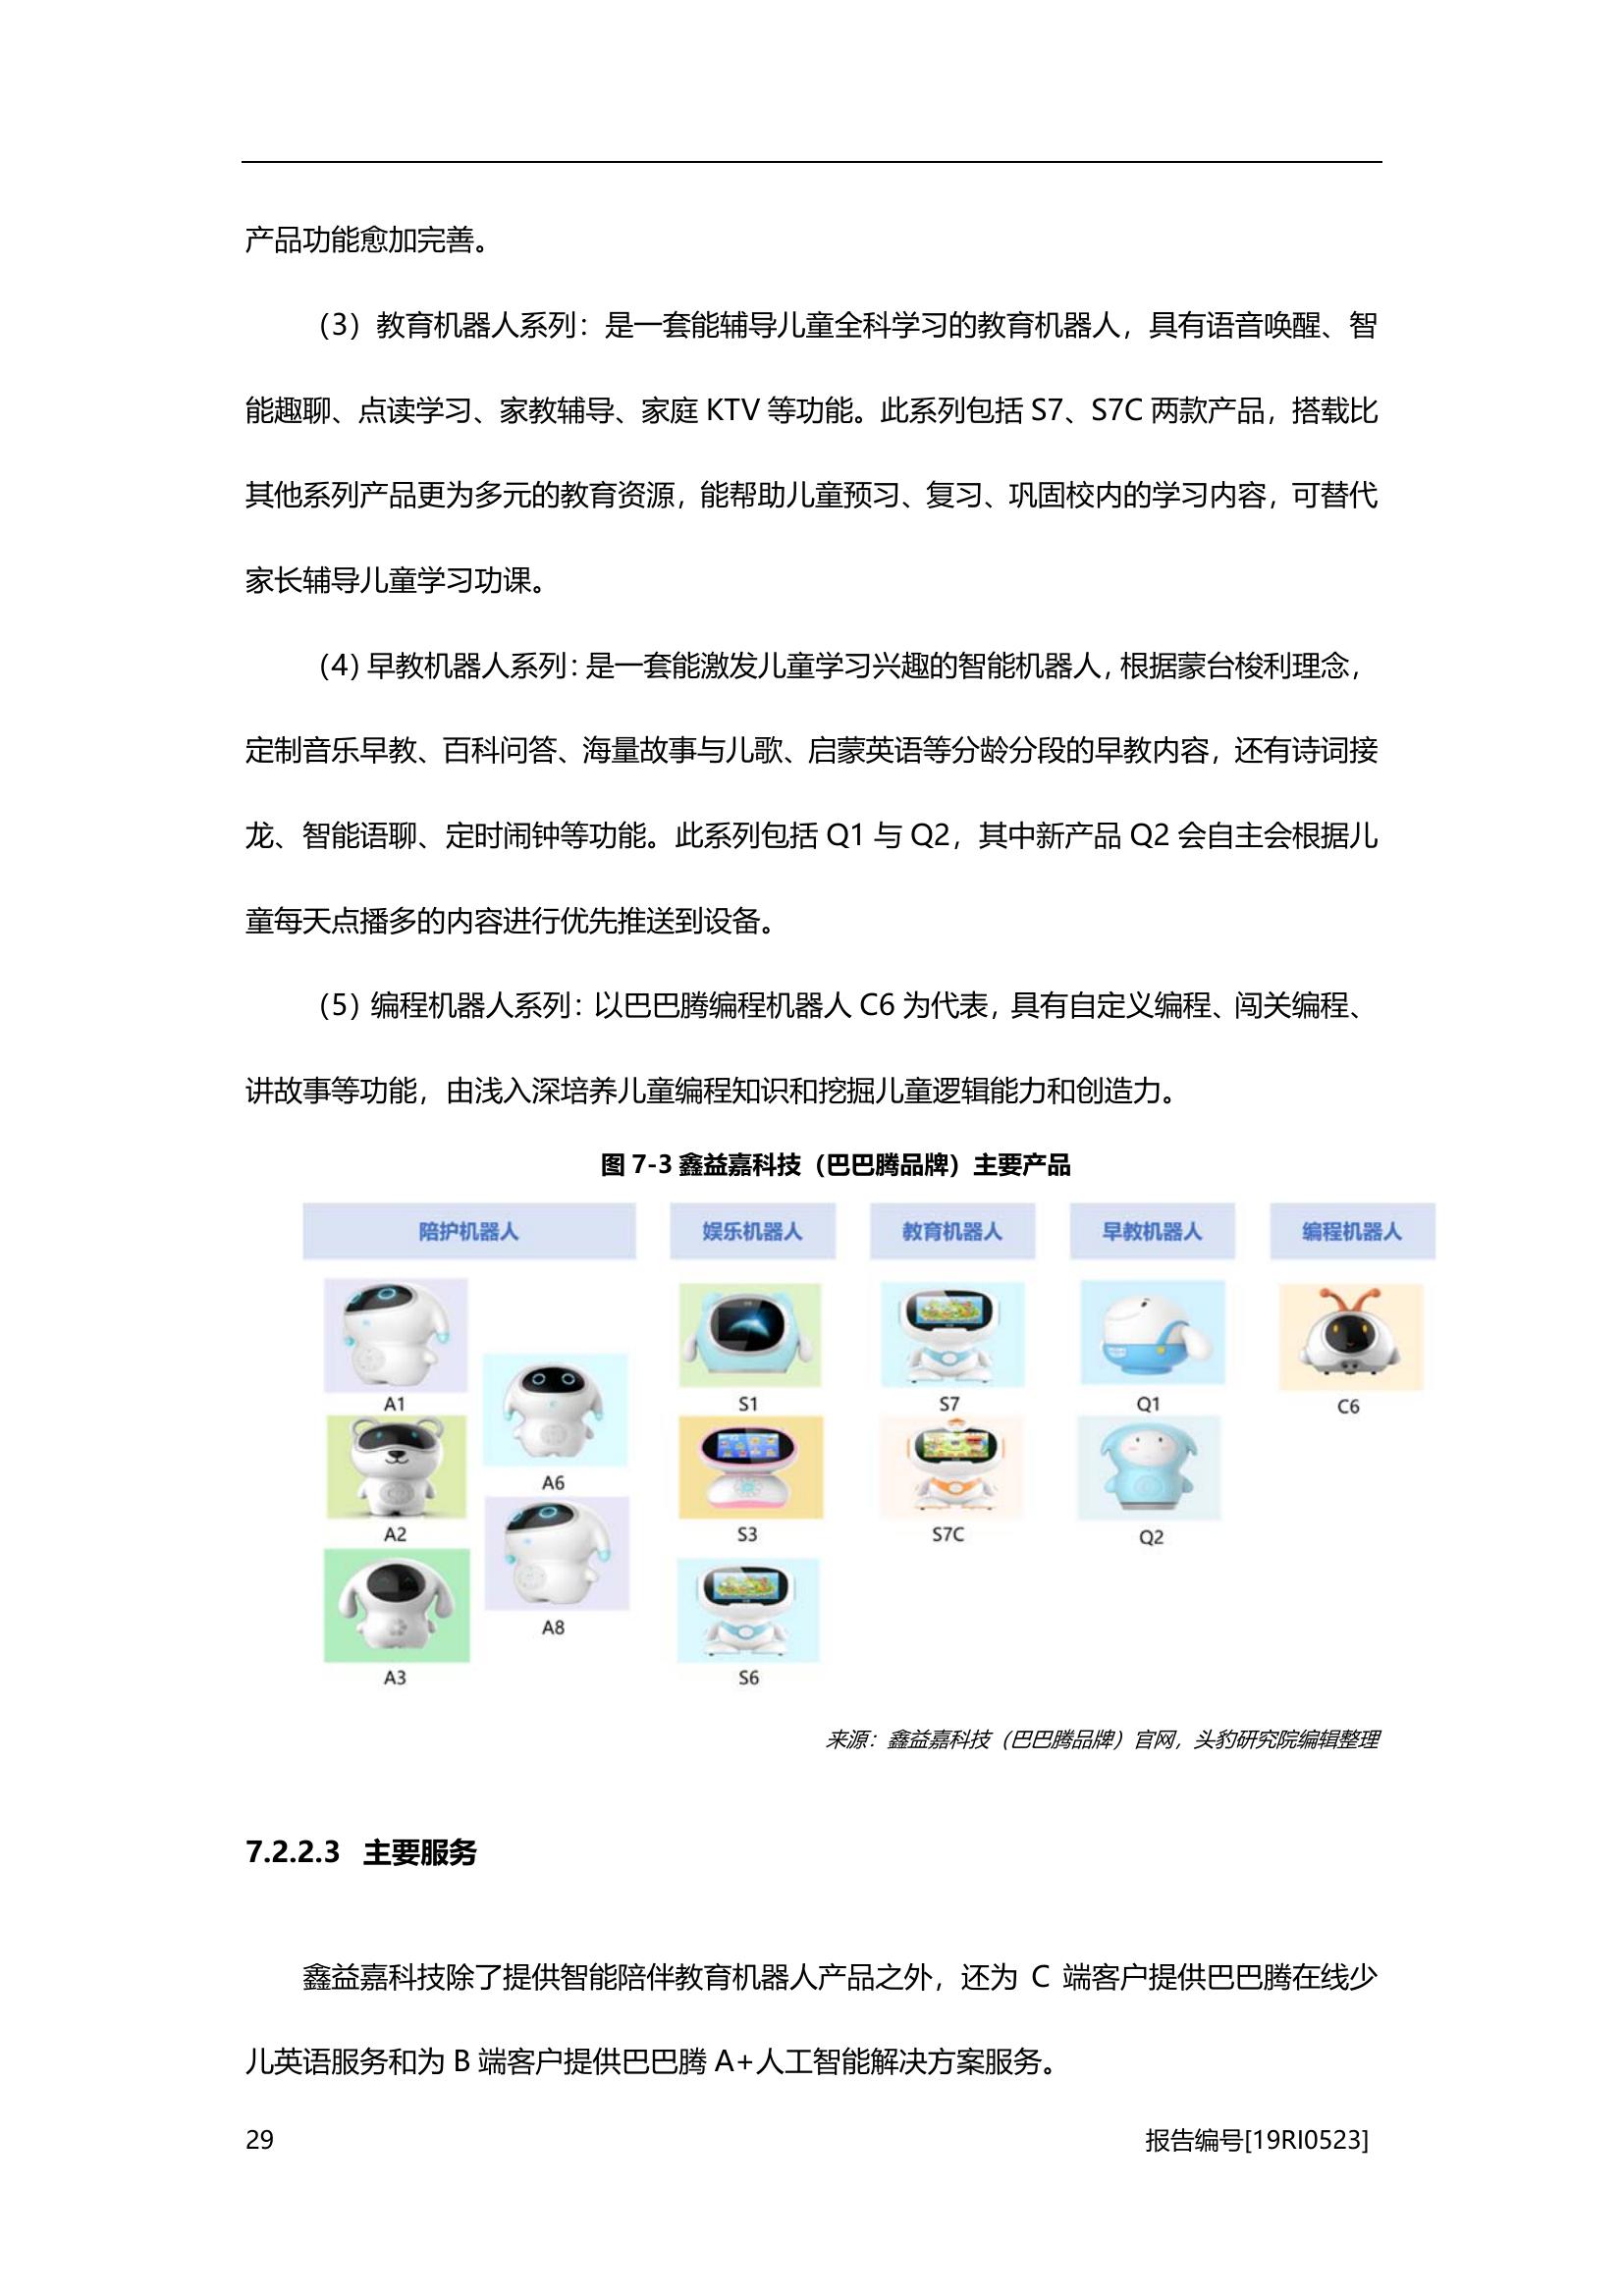 产品功能愈加完善。
（3）教育机器人系列：是一套能辅导儿童全科学习的教育机器人，具有语音唤醒、智
能趣聊、点读学习、家教辅导、家庭 KTV 等功能。此系列包括 S7、S7C 两款产品，搭载比
其他系列产品更为多元的教育资源，能帮助儿童预习、复习、巩固校内的学习内容，可替代
家长辅导儿童学习功课。
（4）早教机器人系列：是一套能激发儿童学习兴趣的智能机器人，根据蒙台梭利理念，
定制音乐早教、百科问答、海量故事与儿歌、启蒙英语等分龄分段的早教内容，还有诗词接
龙、智能语聊、定时闹钟等功能。此系列包括 Q1 与 Q2，其中新产品 Q2 会自主会根据儿
童每天点播多的内容进行优先推送到设备。
（5）编程机器人系列：以巴巴腾编程机器人 C6 为代表，具有自定义编程、闯关编程、
讲故事等功能，由浅入深培养儿童编程知识和挖掘儿童逻辑能力和创造力。
图 7-3 鑫益嘉科技（巴巴腾品牌）主要产品
陪护机器人 娱乐机器人 教育机器人 早教机器人 编程机器人
A1 S1 S7 Q1 C6
A6
A2 S3 S7C Q2
A8
A3 S6
来源：鑫益嘉科技（巴巴腾品牌）官网，头豹研究院编辑整理
7.2.2.3 主要服务
鑫益嘉科技除了提供智能陪伴教育机器人产品之外，还为 C 端客户提供巴巴腾在线少
儿英语服务和为 B 端客户提供巴巴腾 A+人工智能解决方案服务。
29 报告编号[19RI0523]